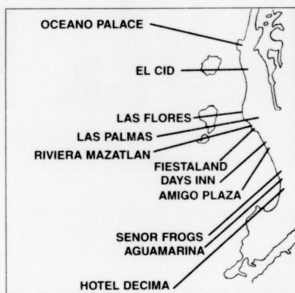 OCEANO PALACE
EL CID
LAS FLORES
LAS PALMAS
RIVIERA MAZATLAN
FIESTALAND
DAYS INN
AMIGO PLAZA
SENOR FROGS
AGUAMARINA
HOTEL DECIMA